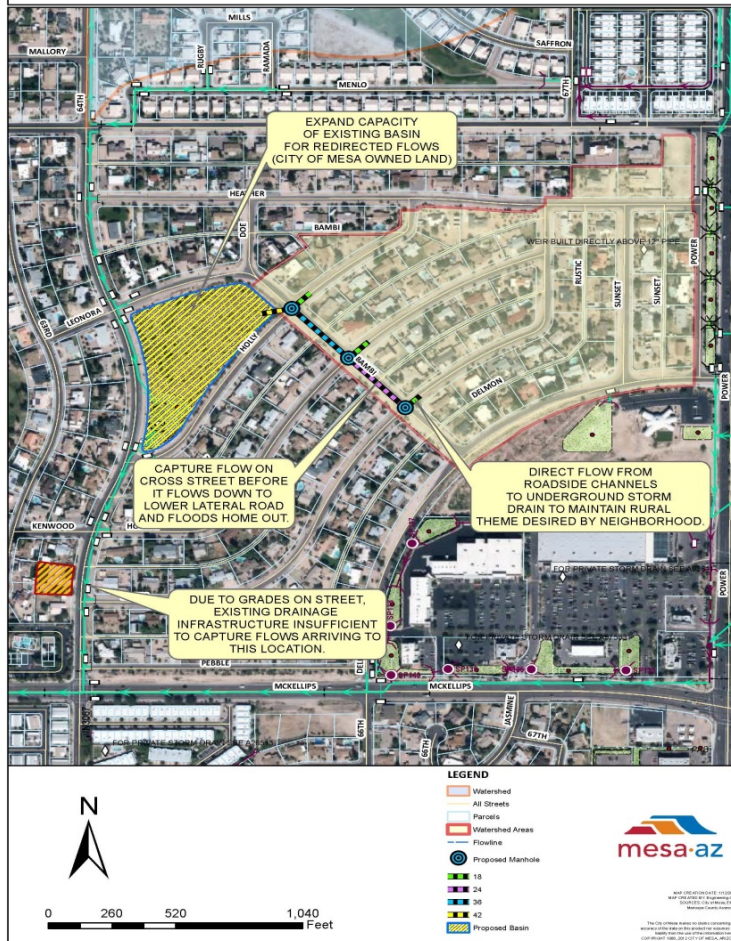 MILLS
MALLORY
RUGBY
RAMADA
SAFFRON
64TH
MENLO
67TH
EXPAND CAPACITY
OF EXISTING BASIN
FOR REDIRECTED FLOWS
(CITY OF MESA OWNED LAND)
HEATHER
DOE
BAMBI
WEIR BUILT DIRECTLY ABOVE 12" PIPE
POWER
RUSTIC
SUNSET
SUNSET
LEONORA
63RD
HOLLY
BAMBI
DELMON
POWER
CAPTURE FLOW ON
CROSS STREET BEFORE
IT FLOWS DOWN TO
LOWER LATERAL ROAD
AND FLOODS HOME OUT.
DIRECT FLOW FROM
ROADSIDE CHANNELS
TO UNDERGROUND STORM
DRAIN TO MAINTAIN RURAL
THEME DESIRED BY NEIGHBORHOOD.
KENWOOD
POWER
DUE TO GRADES ON STREET,
EXISTING DRAINAGE
INFRASTRUCTURE INSUFFICIENT
TO CAPTURE FLOWS ARRIVING TO
THIS LOCATION.
PEBBLE
MCKELLIPS
MCKELLIPS
66TH
JASMINE
67TH
66TH
LEGEND
Watershed
All Streets
Parcels
Watershed Areas
Flowline
Proposed Manhole
18
24
36
42
Proposed Basin
N
0 260 520 1,040
Feet
mesa·az